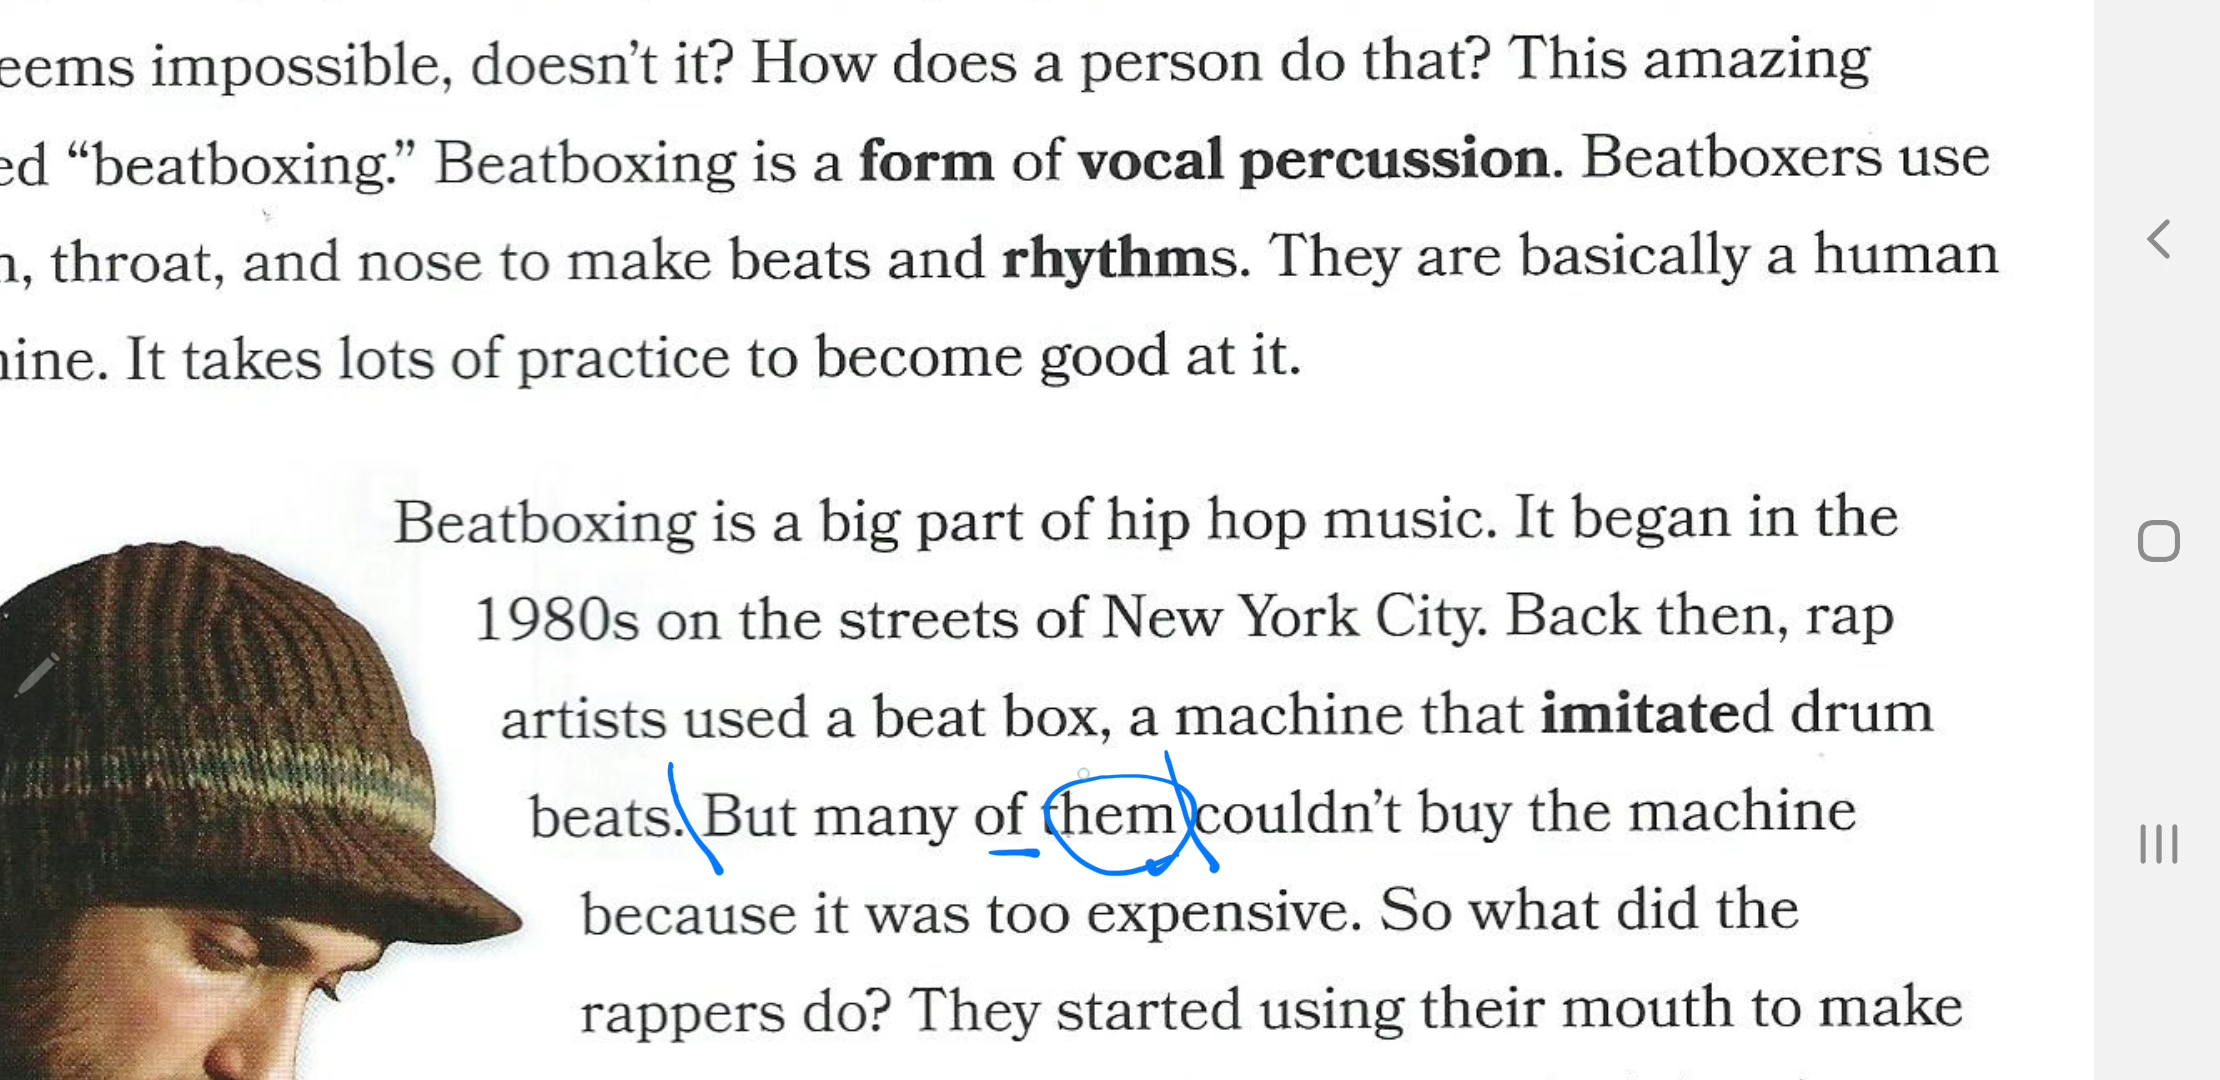 eems impossible, doesn't it? How does a person do that? This amazing
ed “beatboxing.” Beatboxing is a form of vocal percussion. Beatboxers use
, throat, and nose to make beats and rhythms. They are basically a human
ine. It takes lots of practice to become good at it.
Beatboxing is a big part of hip hop music. It began in the
1980s on the streets of New York City. Back then, rap
artists used a beat box, a machine that imitated drum
beats. But many of them couldn't buy the machine
because it was too expensive. So what did the
rappers do? They started using their mouth to make